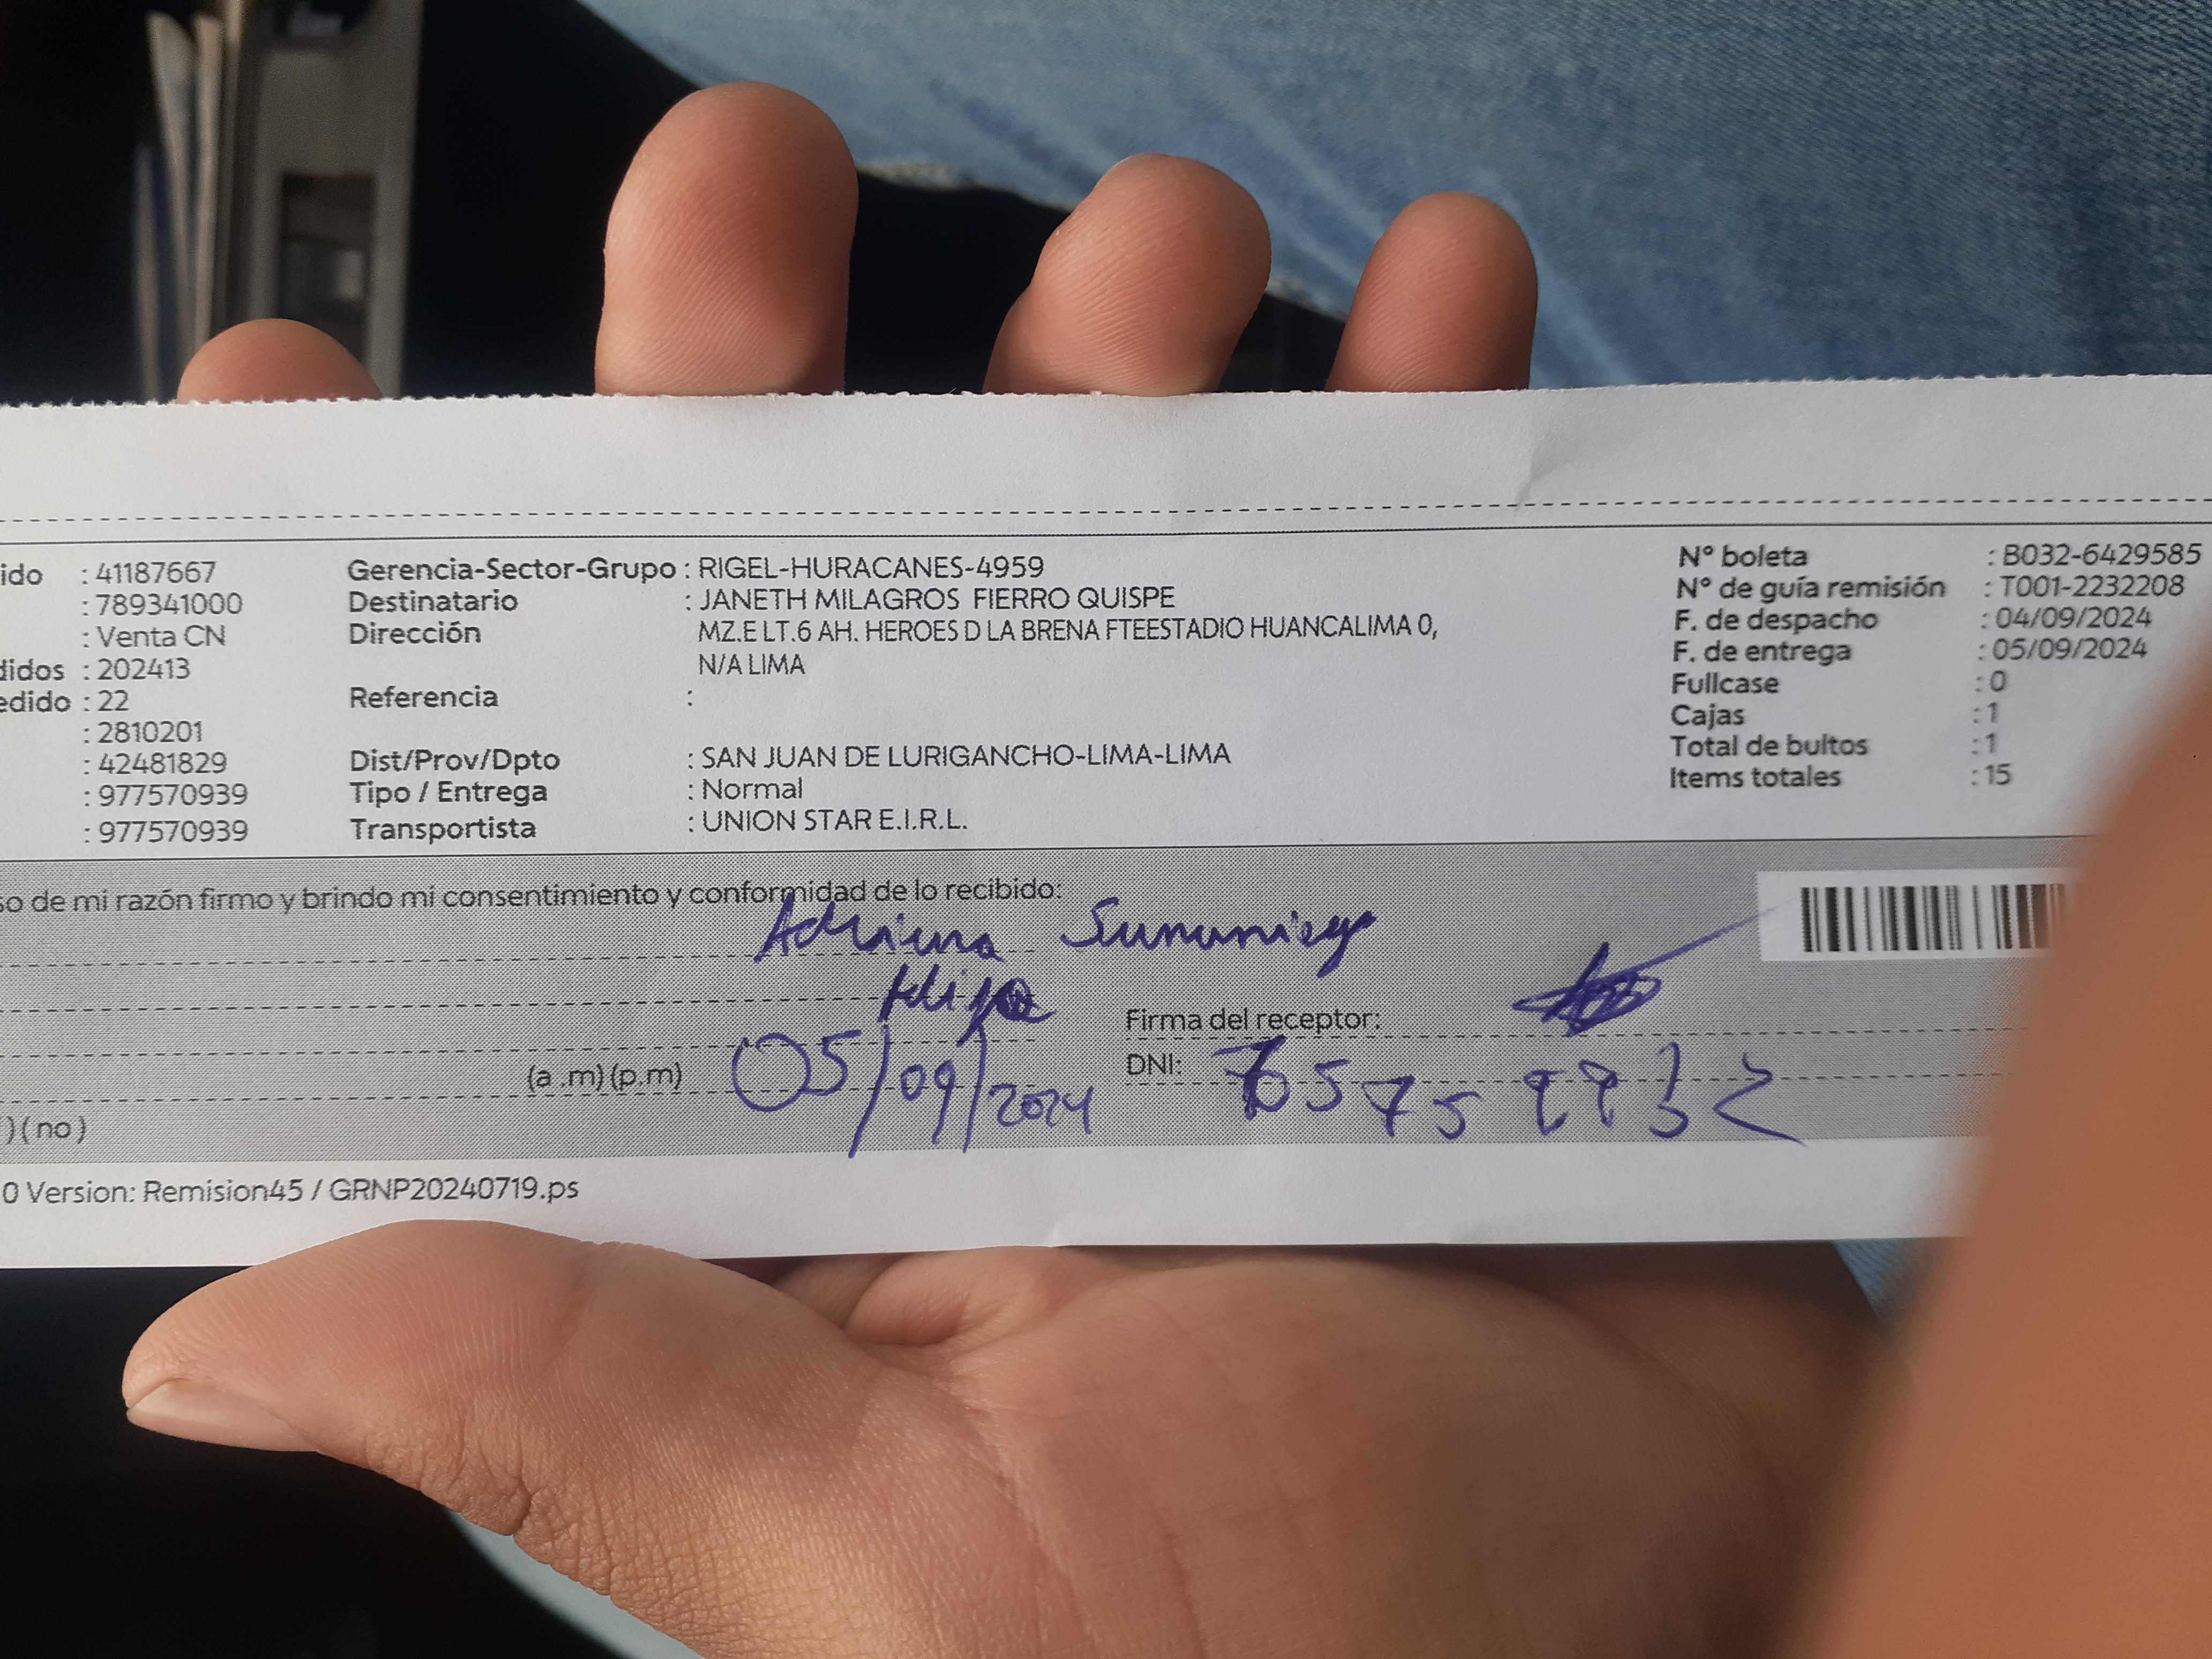 ido : 41187667 Gerencia-Sector-Grupo : RIGEL-HURACANES-4959 N° boleta : B032-6429585
: 789341000 Destinatario : JANETH MILAGROS FIERRO QUISPE N° de guía remisión : T001-2232208
: Venta CN Dirección MZ.E LT.6 AH. HEROES D LA BRENA FTEESTADIO HUANCALIMA 0, F. de despacho : 04/09/2024
didos : 202413 N/A LIMA F. de entrega : 05/09/2024
edido : 22 Referencia : Fullcase : 0
: 2810201 Cajas : 1
: 42481829 Dist/Prov/Dpto : SAN JUAN DE LURIGANCHO-LIMA-LIMA Total de bultos : 1
: 977570939 Tipo / Entrega : Normal Items totales : 15
: 977570939 Transportista : UNION STAR E.I.R.L.
so de mi razón firmo y brindo mi consentimiento y conformidad de lo recibido:
Adriana
Hija
Firma del receptor:
(a .m) (p.m) 05/09/2024 DNI:
) ( no )
0 Version: Remision45 / GRNP20240719.ps